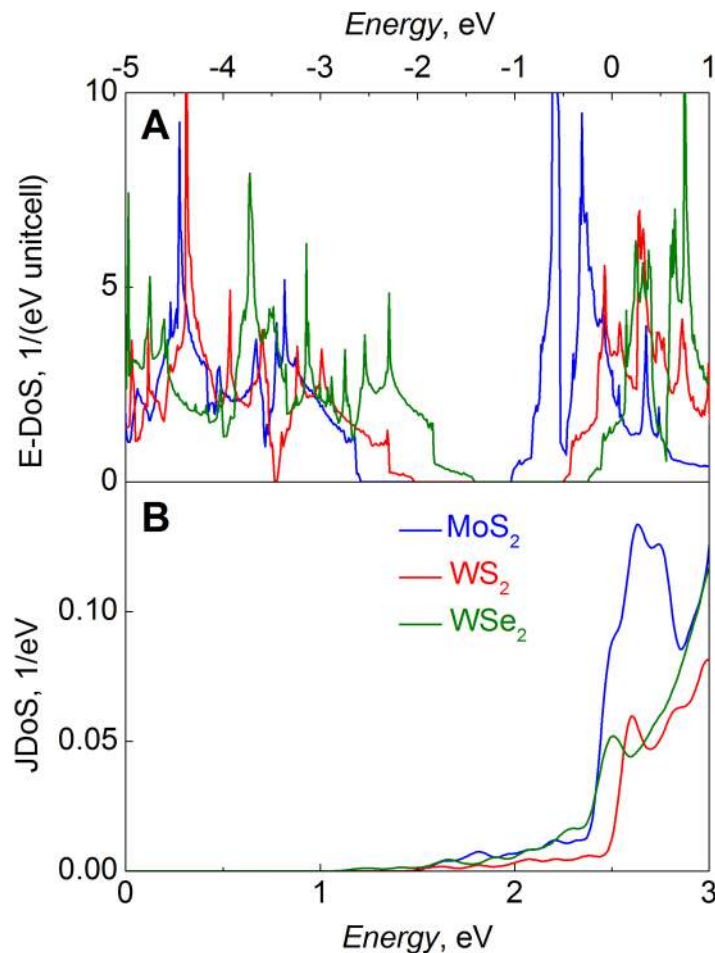 Energy, eV
-5 -4 -3 -2 -1 0 1
A
10
5
0
E-DoS, 1/(eV unitcell)
B
MoS₂
WS₂
WSe₂
0.10
0.05
0.00
JDoS, 1/eV
0 1 2 3
Energy, eV